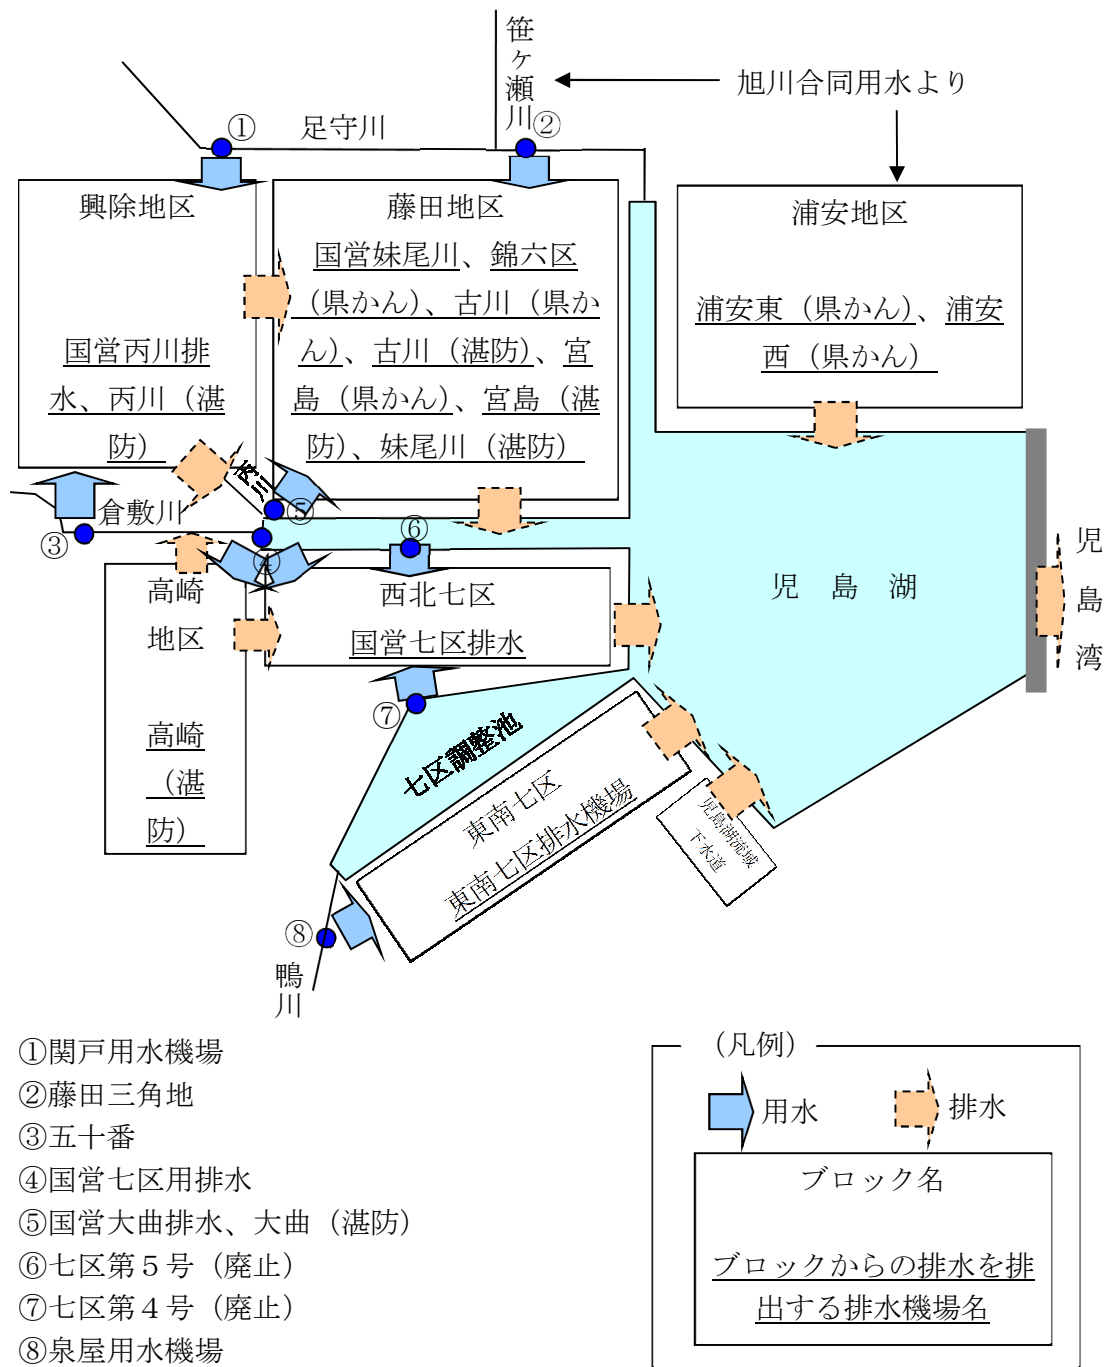 笹ヶ瀬川
旭川合同用水より
①
足守川
②
興除地区
国営丙川排
水、丙川（湛
防）
藤田地区
国営妹尾川、錦六区
（県かん）、古川（県か
ん）、古川（湛防）、宮
島（県かん）、宮島（湛
防）、妹尾川（湛防）
浦安地区
浦安東（県かん）、浦安
西（県かん）
丙川
⑤
倉敷川
③
④
⑥
高崎
地区
高崎
（湛
防）
西北七区
国営七区排水
児島湖
児島湾
⑦
七区調整池
東南七区
東南七区排水機場
児島湖流域
下水道
⑧
鴨川
①関戸用水機場
②藤田三角地
③五十番
④国営七区用排水
⑤国営大曲排水、大曲（湛防）
⑥七区第５号（廃止）
⑦七区第４号（廃止）
⑧泉屋用水機場
（凡例）
用水
排水
ブロック名
ブロックからの排水を排
出する排水機場名